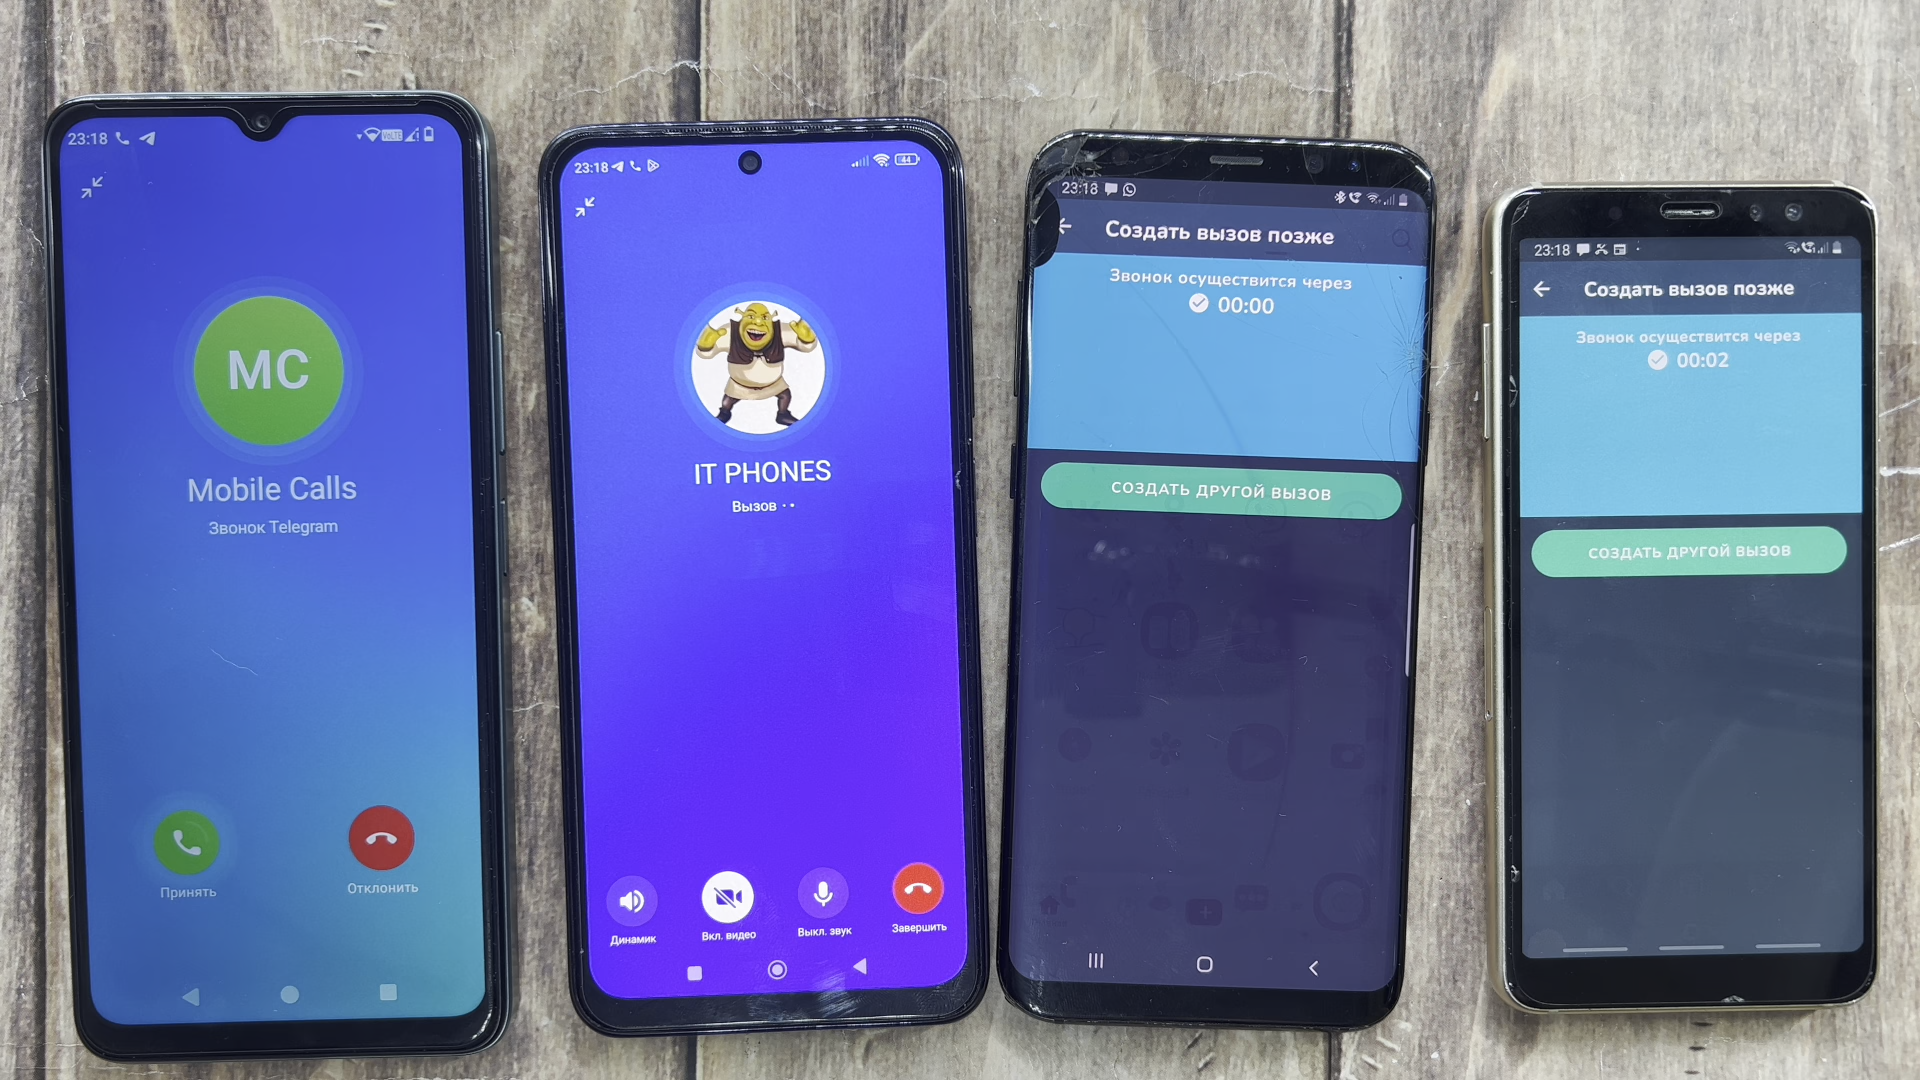 23:18
MC
Mobile Calls
Звонок Telegram
Принять
Отклонить
23:18
44
IT PHONES
Вызов
Динамик
Вкл. видео
Выкл. звук
Завершить
23:18
Создать вызов позже
Звонок осуществится через
00:00
СОЗДАТЬ ДРУГОЙ ВЫЗОВ
23:18
Создать вызов позже
Звонок осуществится через
00:02
СОЗДАТЬ ДРУГОЙ ВЫЗОВ